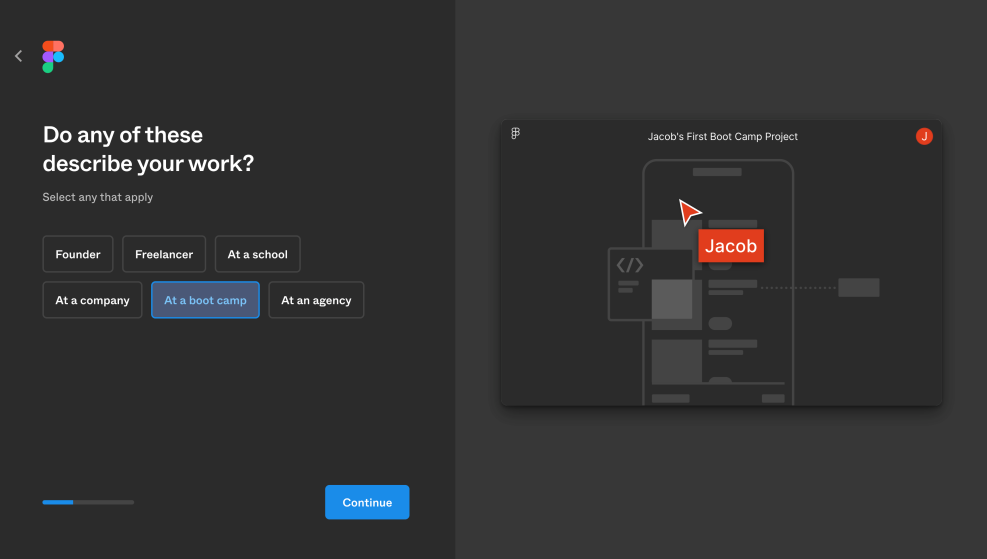 Do any of these
describe your work?
Select any that apply
Founder
Freelancer
At a school
At a company
At a boot camp
At an agency
Continue
Jacob's First Boot Camp Project
J
Jacob
</>